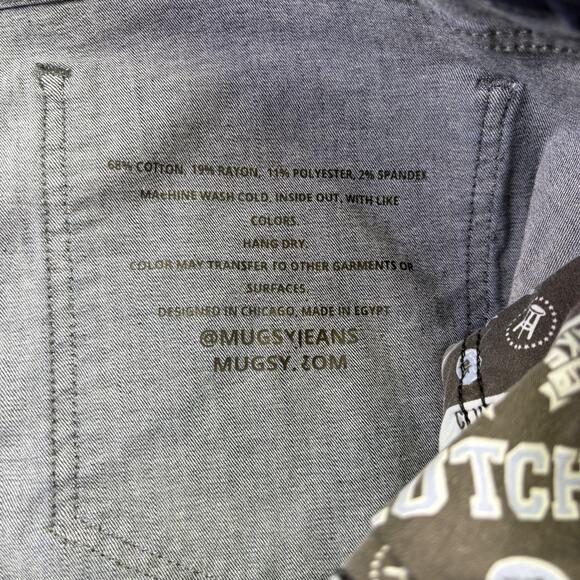 68% COTTON, 19% RAYON, 11% POLYESTER, 2% SPANDEX
MACHINE WASH COLD, INSIDE OUT, WITH LIKE
COLORS.
HANG DRY.
COLOR MAY TRANSFER TO OTHER GARMENTS OR
SURFACES.
DESIGNED IN CHICAGO, MADE IN EGYPT
@MUGSYJEANS
MUGSY.COM
UTCH